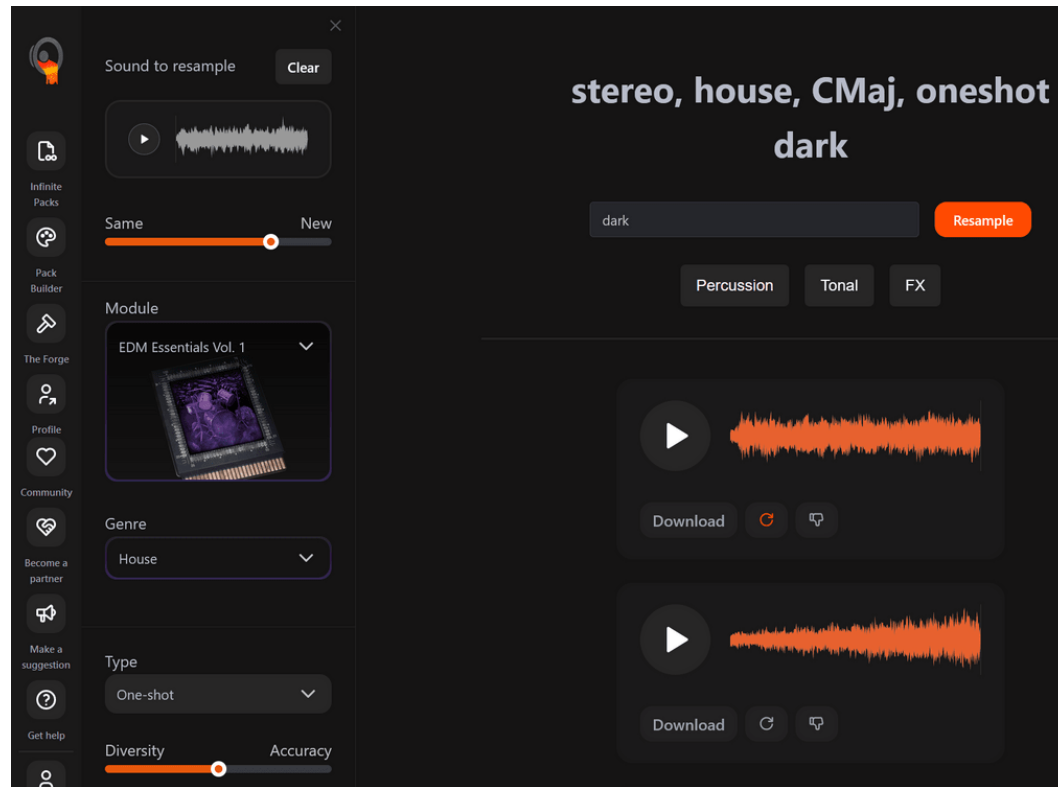 Infinite
Packs
Pack
Builder
The Forge
Profile
Community
Become a
partner
Make a
suggestion
Get help
Sound to resample
Clear
Same New
Module
EDM Essentials Vol. 1
Genre
House
Type
One-shot
Diversity Accuracy
stereo, house, CMaj, oneshot
dark
dark
Resample
Percussion Tonal FX
Download
Download